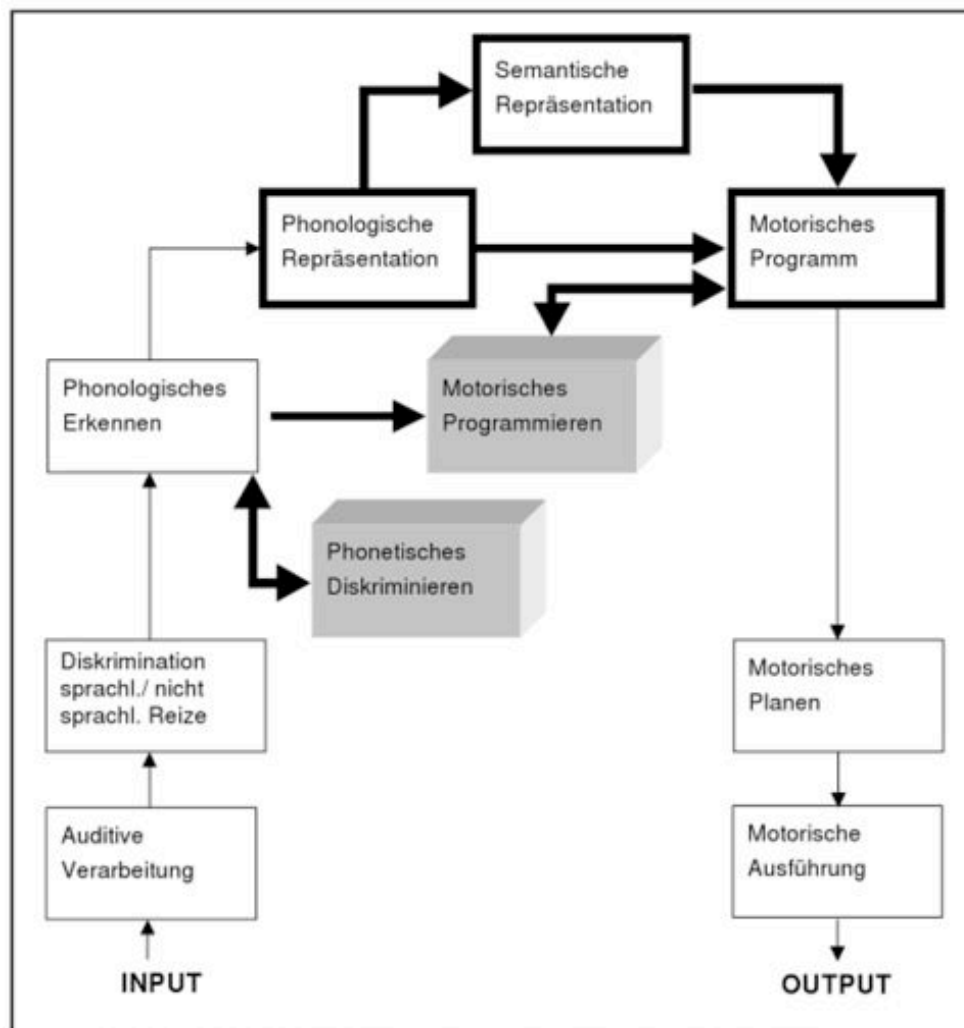 Semantische
Repräsentation
Phonologische
Repräsentation
Motorisches
Programm
Phonologisches
Erkennen
Motorisches
Programmieren
Phonetisches
Diskriminieren
Diskrimination
sprachl./ nicht
sprachl. Reize
Motorisches
Planen
Auditive
Verarbeitung
Motorische
Ausführung
INPUT
OUTPUT